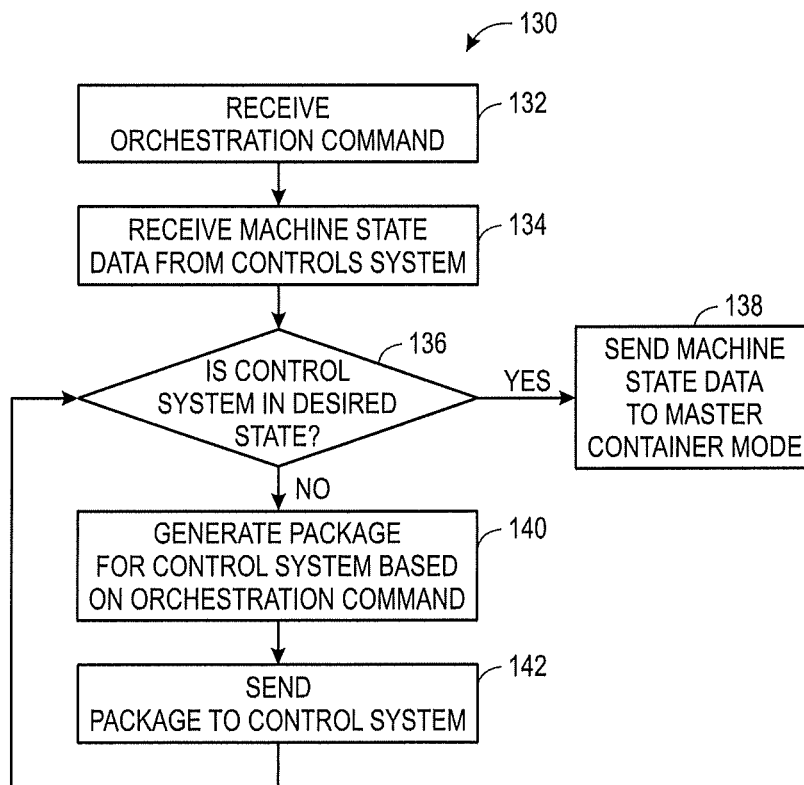 130
RECEIVE
ORCHESTRATION COMMAND
132
RECEIVE MACHINE STATE
DATA FROM CONTROLS SYSTEM
134
IS CONTROL
SYSTEM IN DESIRED
STATE?
136
YES
138
SEND MACHINE
STATE DATA
TO MASTER
CONTAINER MODE
NO
GENERATE PACKAGE
FOR CONTROL SYSTEM BASED
ON ORCHESTRATION COMMAND
140
SEND
PACKAGE TO CONTROL SYSTEM
142